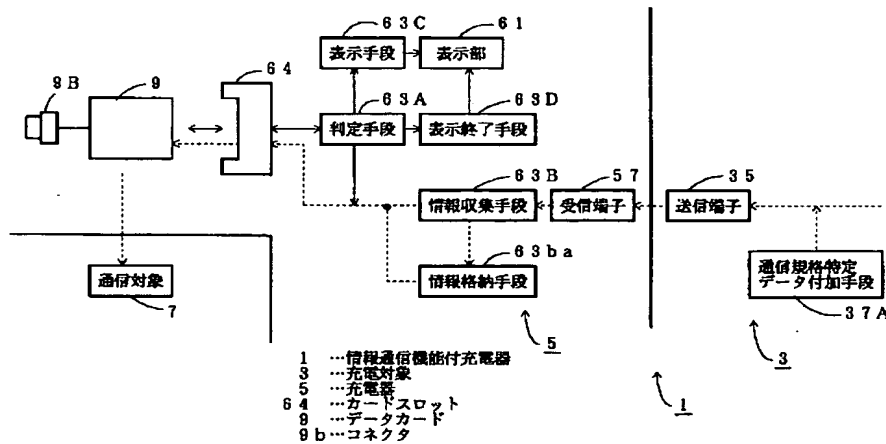 63C
61
表示手段
表示部
64
9B
9
63A
63D
判定手段
表示終了手段
63B
57
35
情報収集手段
受信端子
送信端子
63ba
通信対象
7
情報格納手段
通信規格特定
データ付加手段
37A
5
3
1
1 …情報通信機能付充電器
3 …充電対象
5 …充電器
64 …カードスロット
9 …データカード
9b …コネクタ